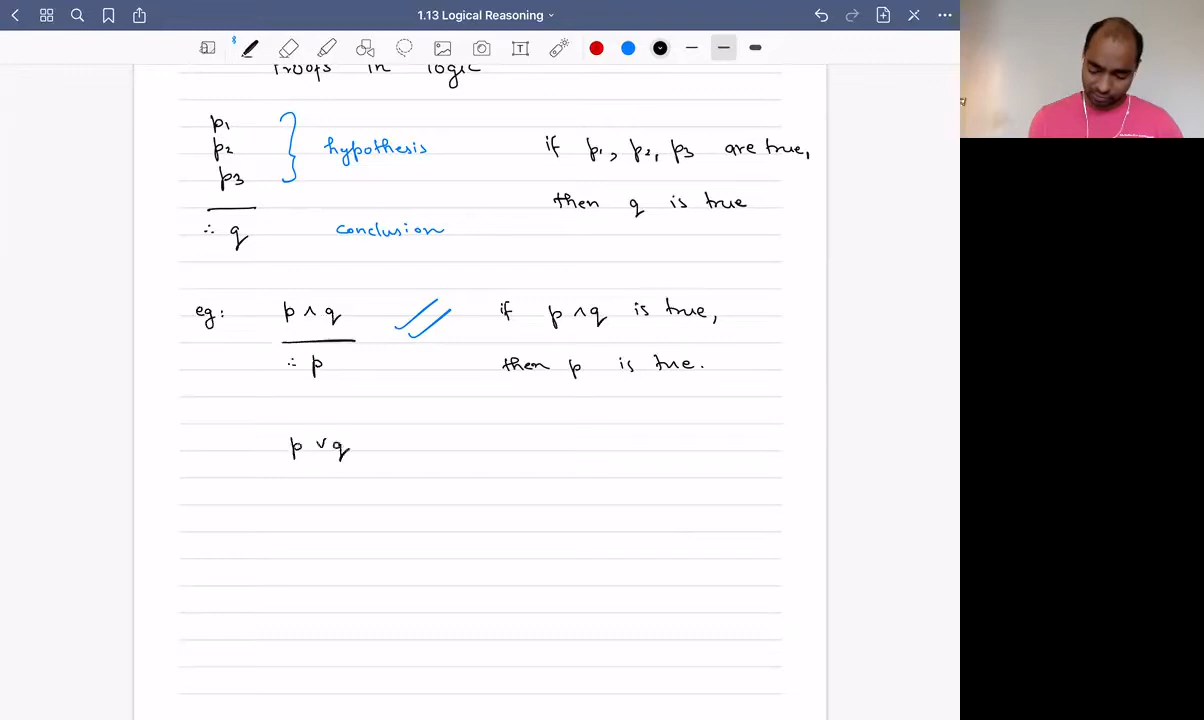 1.13 Logical Reasoning
Proofs in logic
p1
p2
p3
hypothesis
if p1, p2, p3 are true,
then q is true
∴ q
conclusion
eg: p ∧ q
if p ∧ q is true,
∴ p
then p is true.
p ∨ q